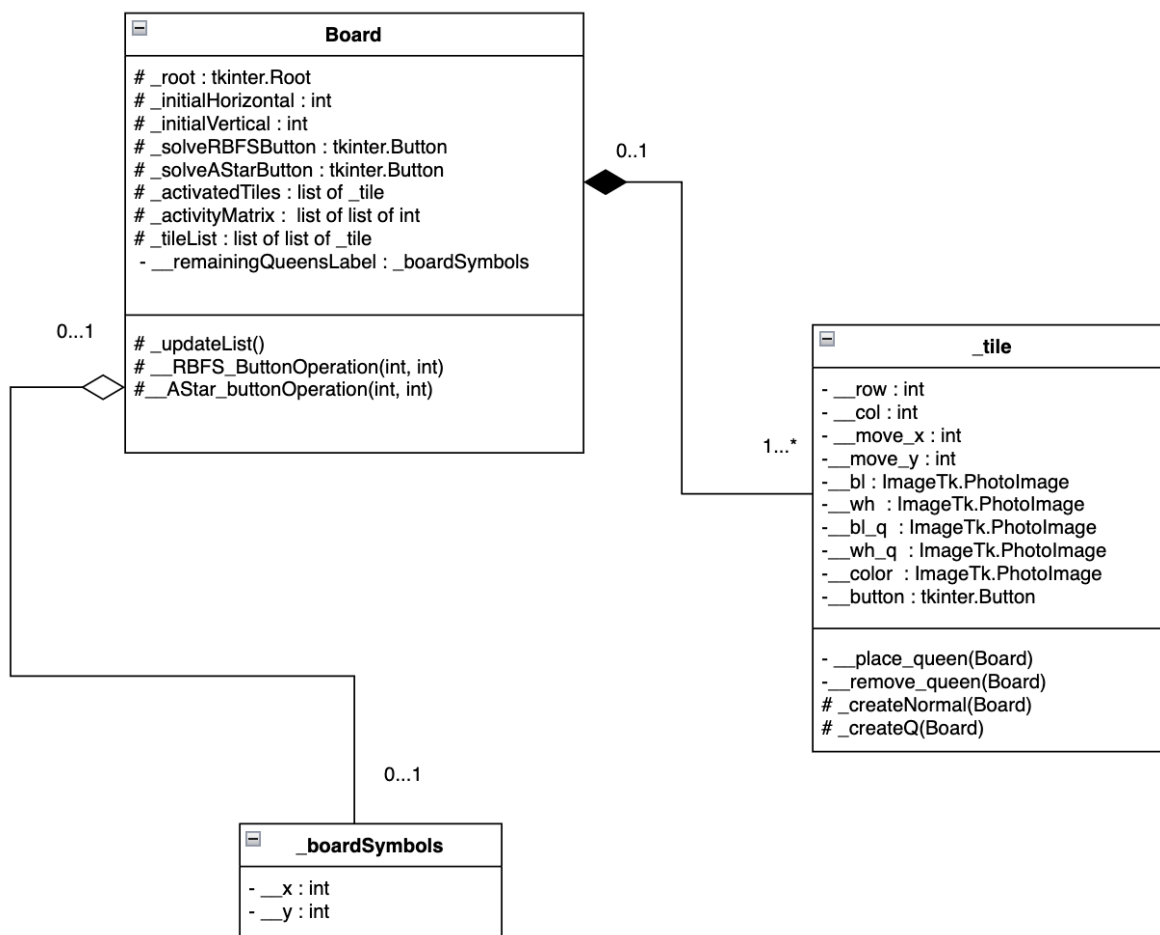 Board
# _root : tkinter.Root
# _initialHorizontal : int
# _initialVertical : int
# _solveRBFSButton : tkinter.Button
# _solveAStarButton : tkinter.Button
# _activatedTiles : list of _tile
# _activityMatrix :  list of list of int
# _tileList : list of list of _tile
- __remainingQueensLabel : _boardSymbols
# _updateList()
# __RBFS_ButtonOperation(int, int)
#__AStar_buttonOperation(int, int)
0..1
0...1
1...*
_tile
- __row : int
- __col : int
- __move_x : int
- __move_y : int
-__bl : ImageTk.PhotoImage
-__wh  : ImageTk.PhotoImage
-__bl_q : ImageTk.PhotoImage
-__wh_q  : ImageTk.PhotoImage
-__color  : ImageTk.PhotoImage
-__button : tkinter.Button
- __place_queen(Board)
-__remove_queen(Board)
# _createNormal(Board)
# _createQ(Board)
0...1
_boardSymbols
- __x : int
- __y : int